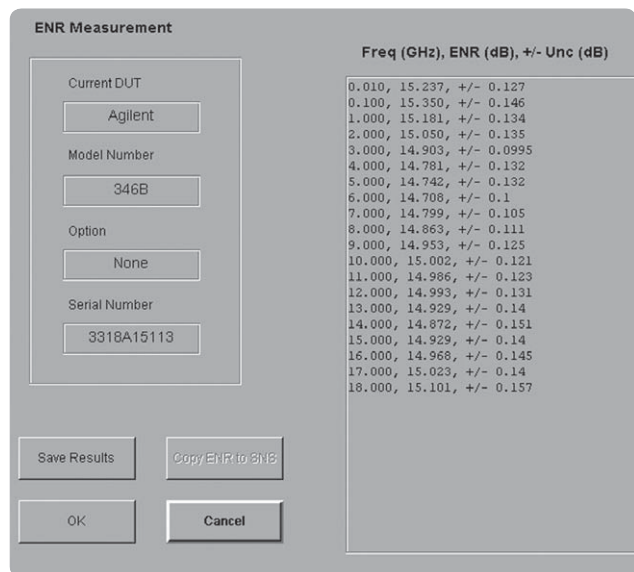 ENR Measurement
Current DUT
Agilent
Model Number
346B
Option
None
Serial Number
3318A15113
Save Results
Copy ENR to SNS
OK
Cancel
Freq (GHz), ENR (dB), +/- Unc (dB)
0.010, 15.237, +/- 0.127
0.100, 15.350, +/- 0.146
1.000, 15.181, +/- 0.134
2.000, 15.050, +/- 0.135
3.000, 14.903, +/- 0.0995
4.000, 14.781, +/- 0.132
5.000, 14.742, +/- 0.132
6.000, 14.708, +/- 0.1
7.000, 14.799, +/- 0.105
8.000, 14.863, +/- 0.111
9.000, 14.953, +/- 0.125
10.000, 15.002, +/- 0.121
11.000, 14.986, +/- 0.123
12.000, 14.993, +/- 0.131
13.000, 14.929, +/- 0.14
14.000, 14.872, +/- 0.151
15.000, 14.929, +/- 0.14
16.000, 14.968, +/- 0.145
17.000, 15.023, +/- 0.14
18.000, 15.101, +/- 0.157